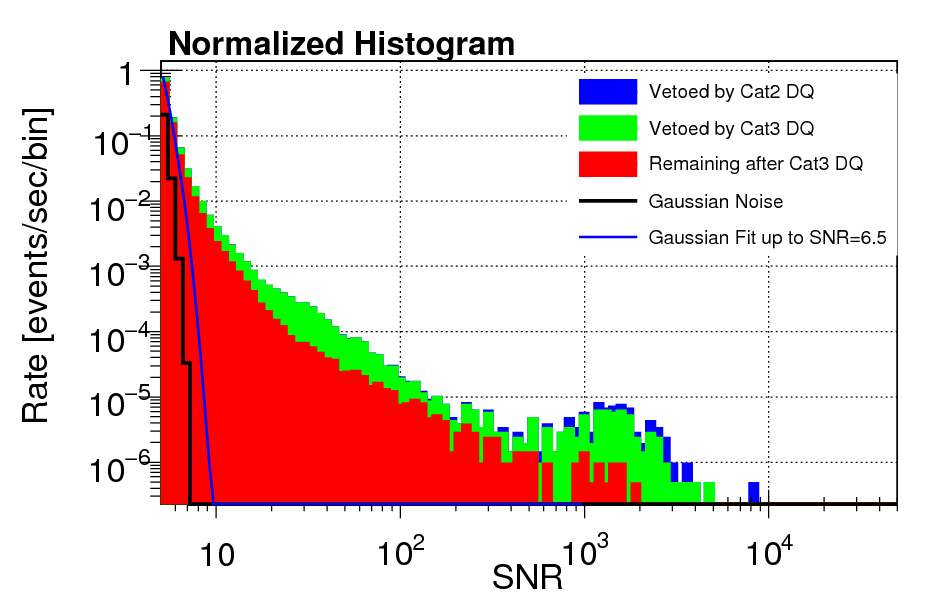 Normalized Histogram
Rate [events/sec/bin]
1
10⁻¹
10⁻²
10⁻³
10⁻⁴
10⁻⁵
10⁻⁶
Vetoed by Cat2 DQ
Vetoed by Cat3 DQ
Remaining after Cat3 DQ
Gaussian Noise
Gaussian Fit up to SNR=6.5
10 10² 10³ 10⁴
SNR